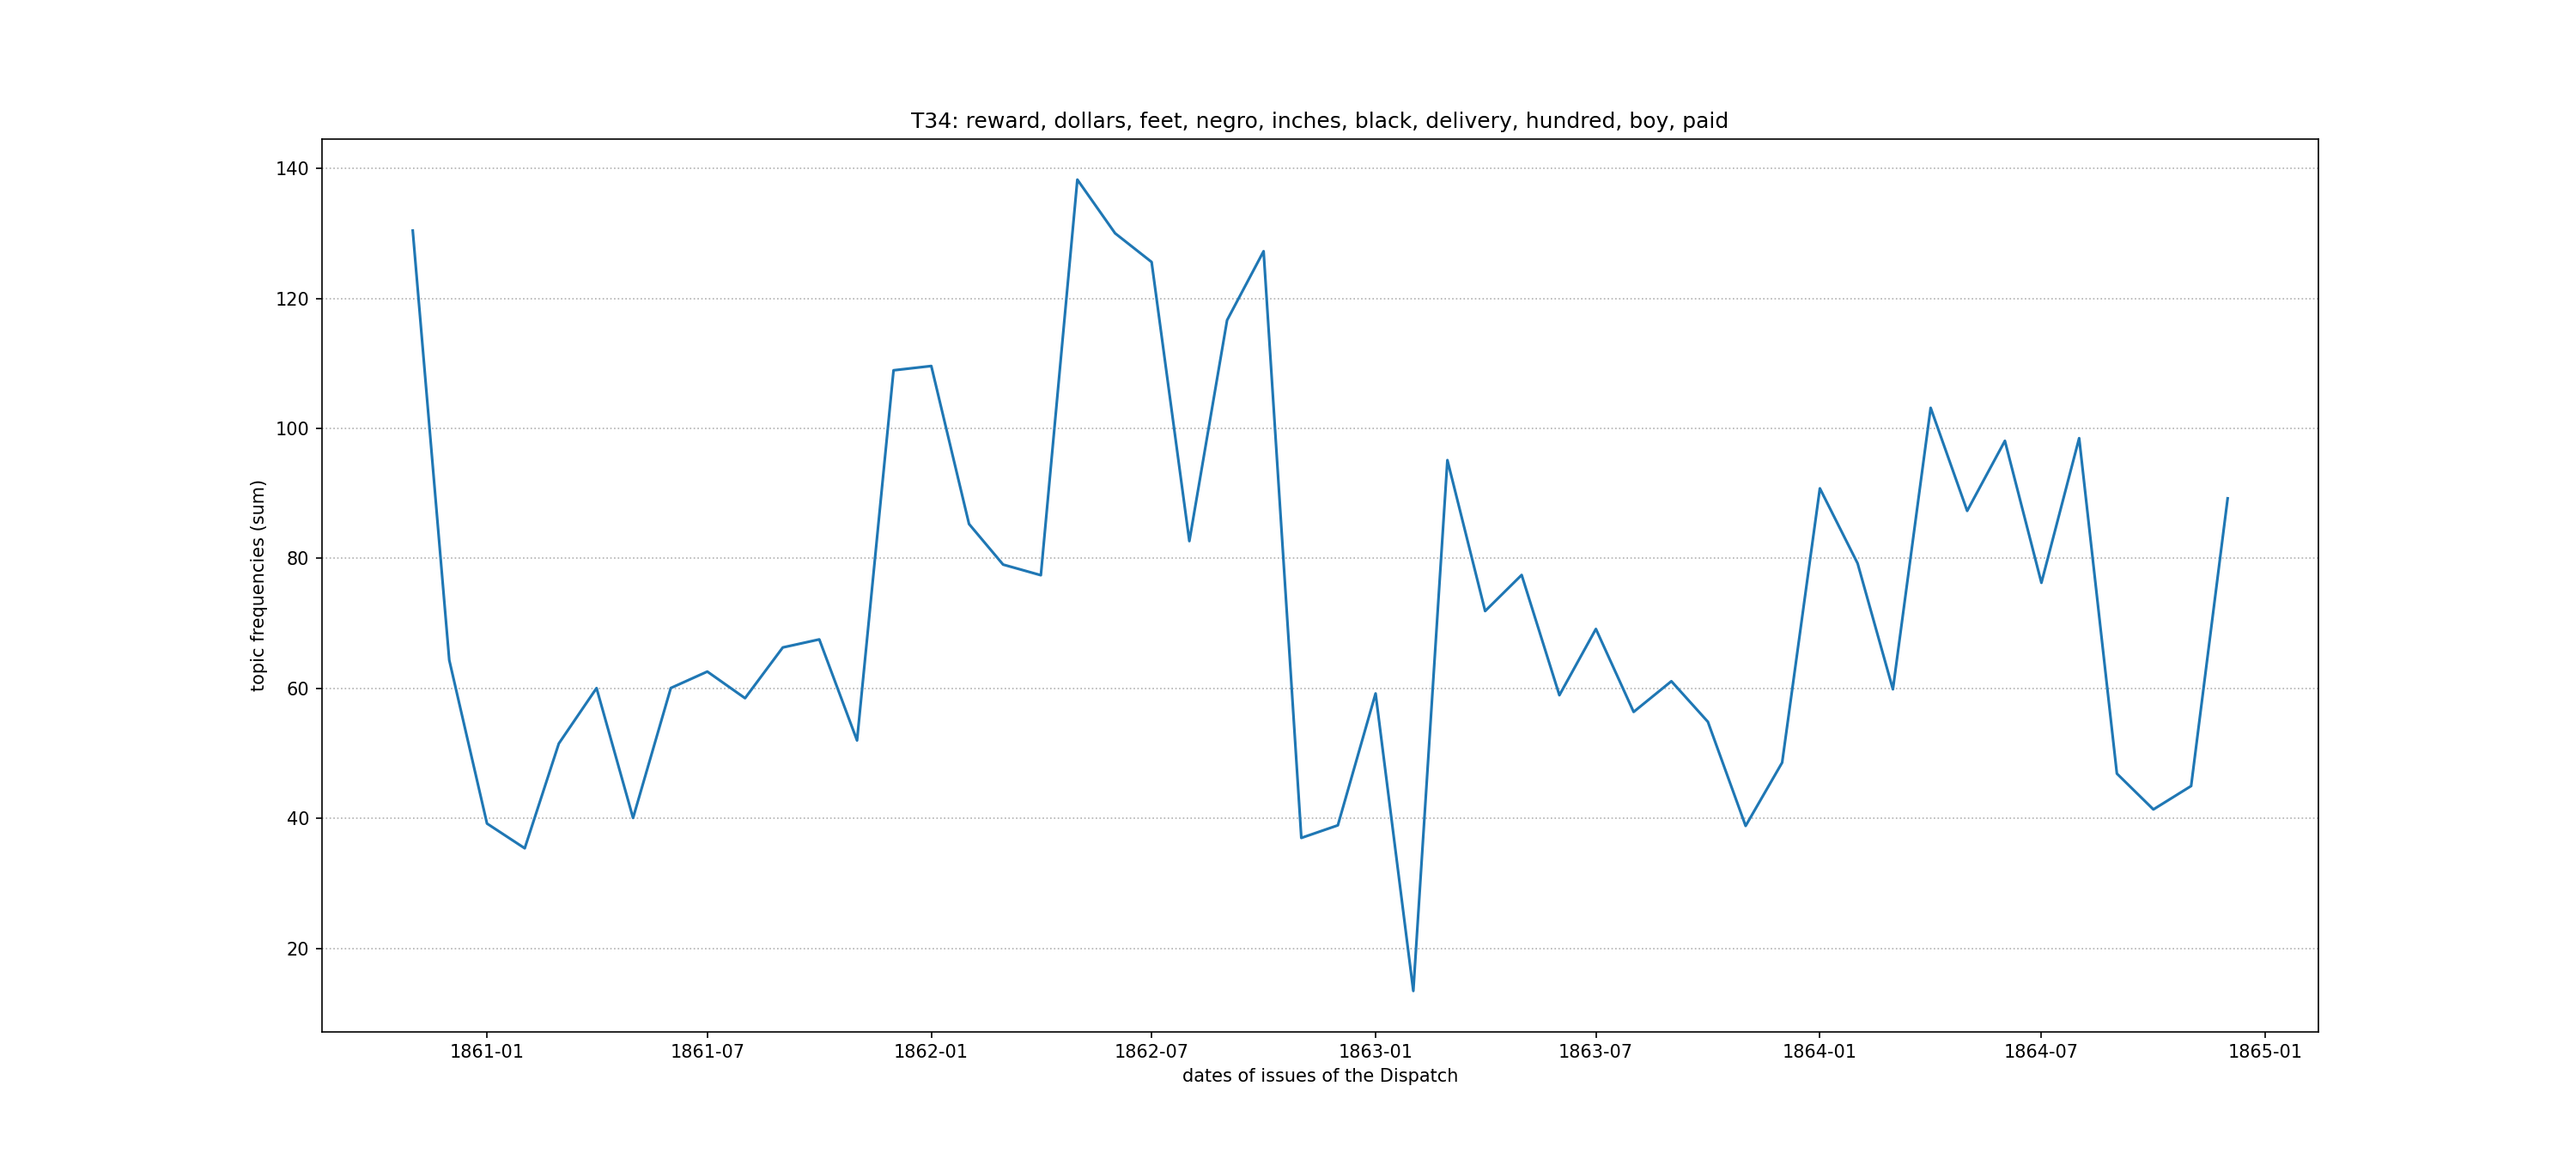 T34: reward, dollars, feet, negro, inches, black, delivery, hundred, boy, paid
140
120
100
80
60
40
20
topic frequencies (sum)
1861-01 1861-07 1862-01 1862-07 1863-01 1863-07 1864-01 1864-07 1865-01
dates of issues of the Dispatch